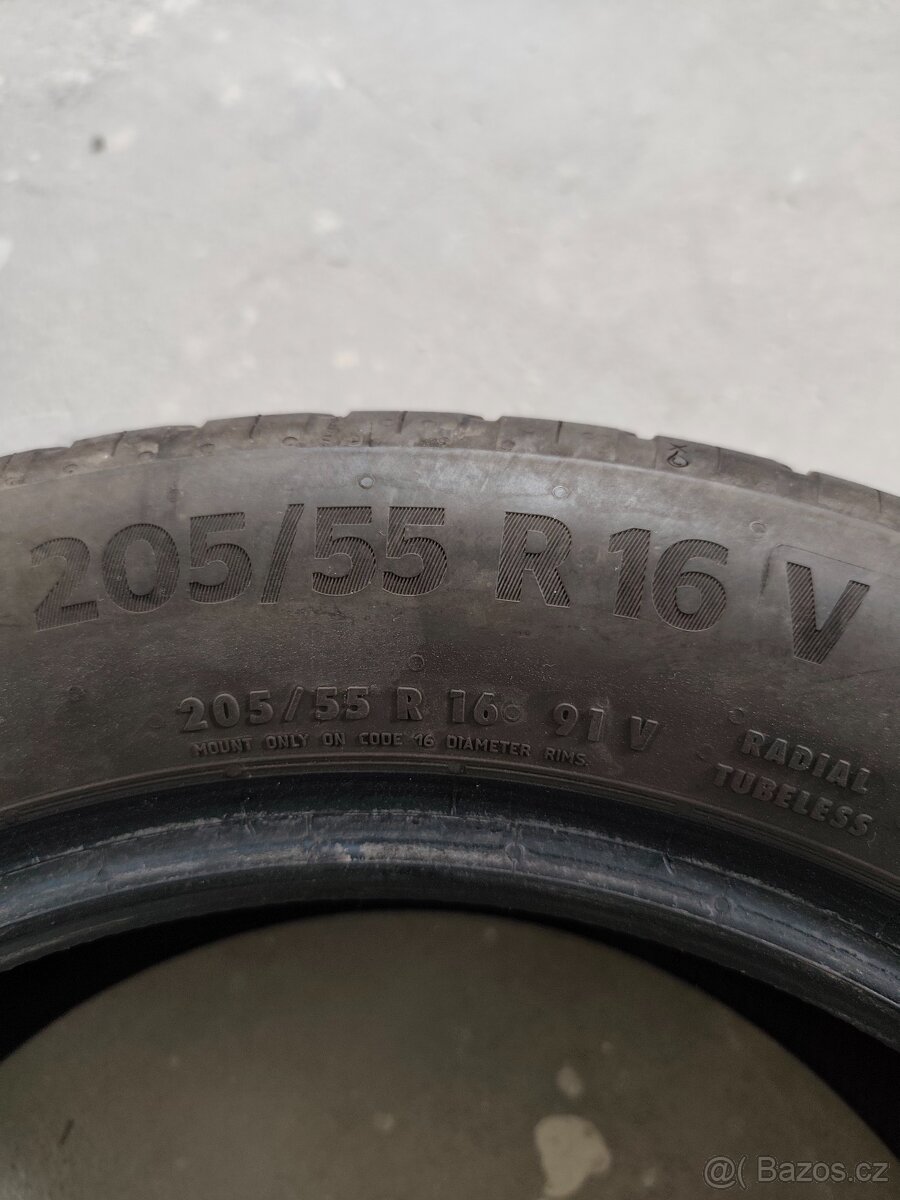 205/55 R 16 V
205/55 R 16 91 V
MOUNT ONLY ON CODE 16 DIAMETER RIMS.
RADIAL
TUBELESS
@( Bazos.cz